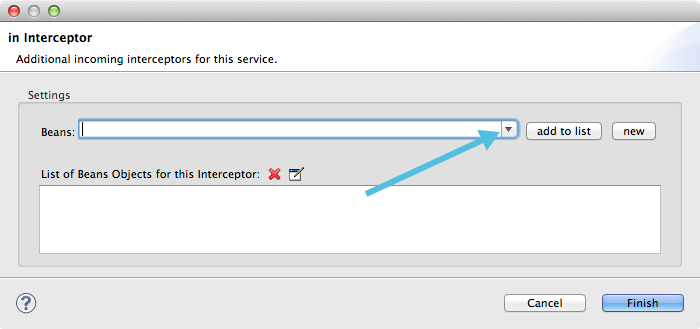 in Interceptor
Additional incoming interceptors for this service.
Settings
Beans:
add to list
new
List of Beans Objects for this Interceptor:
?
Cancel
Finish